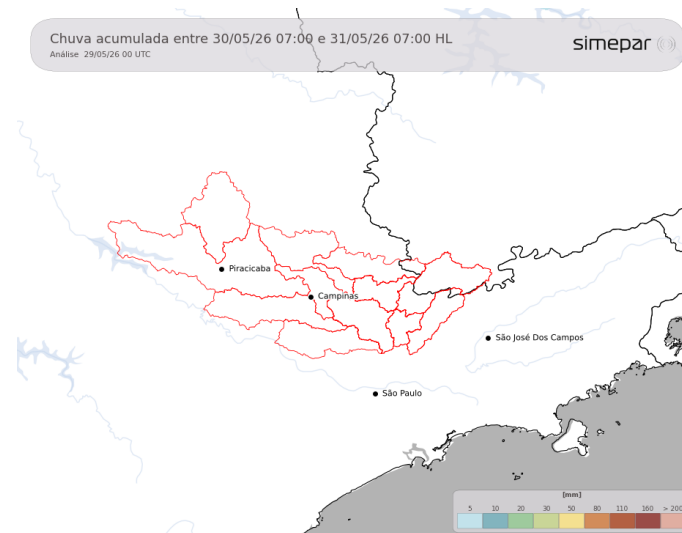 Chuva acumulada entre 30/05/26 07:00 e 31/05/26 07:00 HL
Análise 29/05/26 00 UTC
simepar
Piracicaba
Campinas
São José Dos Campos
São Paulo
[mm]
5 10 20 30 50 80 110 160 > 200